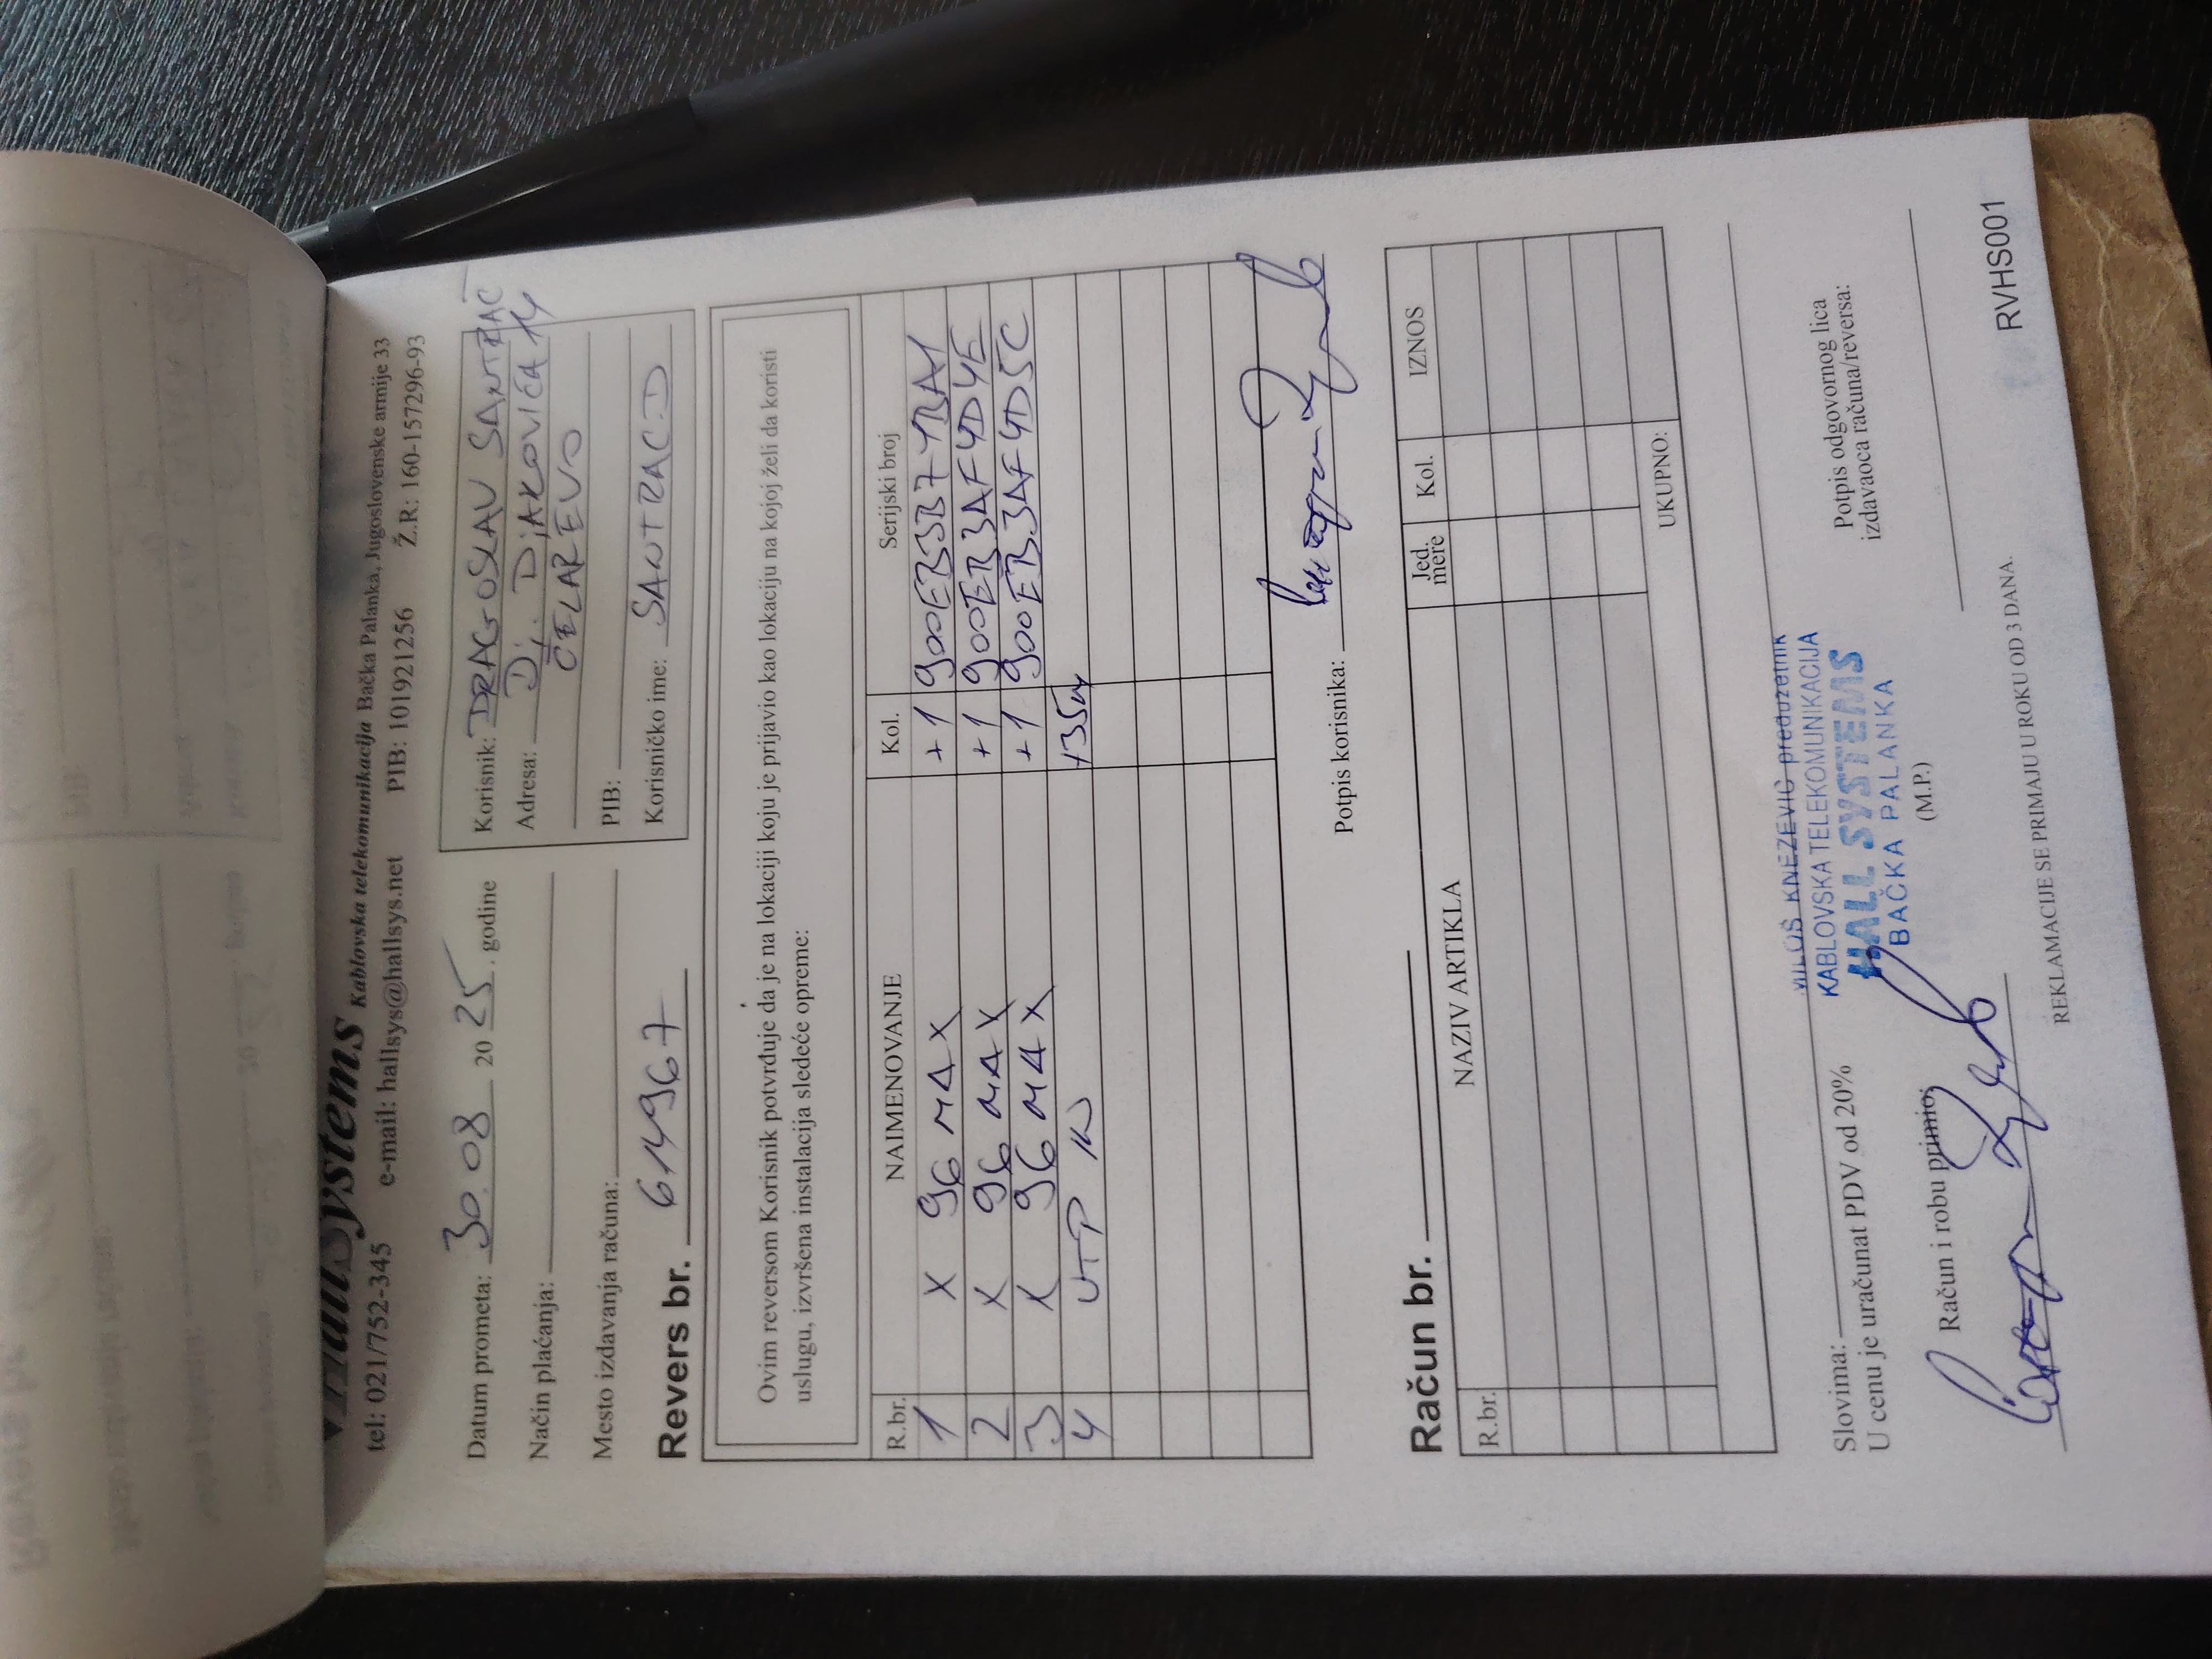 HallSystems Kablovska telekomunikacija Bačka Palanka, Jugoslovenske armije 33
tel: 021/752-345 e-mail: hallsys@hallsys.net PIB: 101921256 Ž.R: 160-157296-93
Datum prometa: 30.08 2025. godine
Način plaćanja:
Mesto izdavanja računa:
Korisnik: DRAGOSLAV SANTRAČ
Adresa: Dj. DjAKOVIĆA 14
ČELAREVO
PIB:
Korisničko ime: SANTRAC.D
Revers br. 6149967
Ovim reversom Korisnik potvrđuje da je na lokaciji koju je prijavio kao lokaciju na kojoj želi da koristi
uslugu, izvršena instalacija sledeće opreme:
R.br. NAIMENOVANJE Kol. Serijski broj
1 X 96 MAX +1 900EB3B74BA1
2 X 96 MAX +1 900EB3AF4D4E
3 X 96 MAX +1 900EB3AF4D5C
4 UTP +35m
Potpis korisnika:
Račun br.
R.br. NAZIV ARTIKLA Jed. mere Kol. IZNOS
UKUPNO:
Slovima:
U cenu je uračunat PDV od 20%
MILOŠ KNEŽEVIĆ preduzetnik
KABLOVSKA TELEKOMUNIKACIJA
HALL SYSTEMS
BAČKA PALANKA
(M.P.)
Račun i robu primio:
Potpis odgovornog lica
izdavaoca računa/reversa:
REKLAMACIJE SE PRIMAJU U ROKU OD 3 DANA.
RVHS001